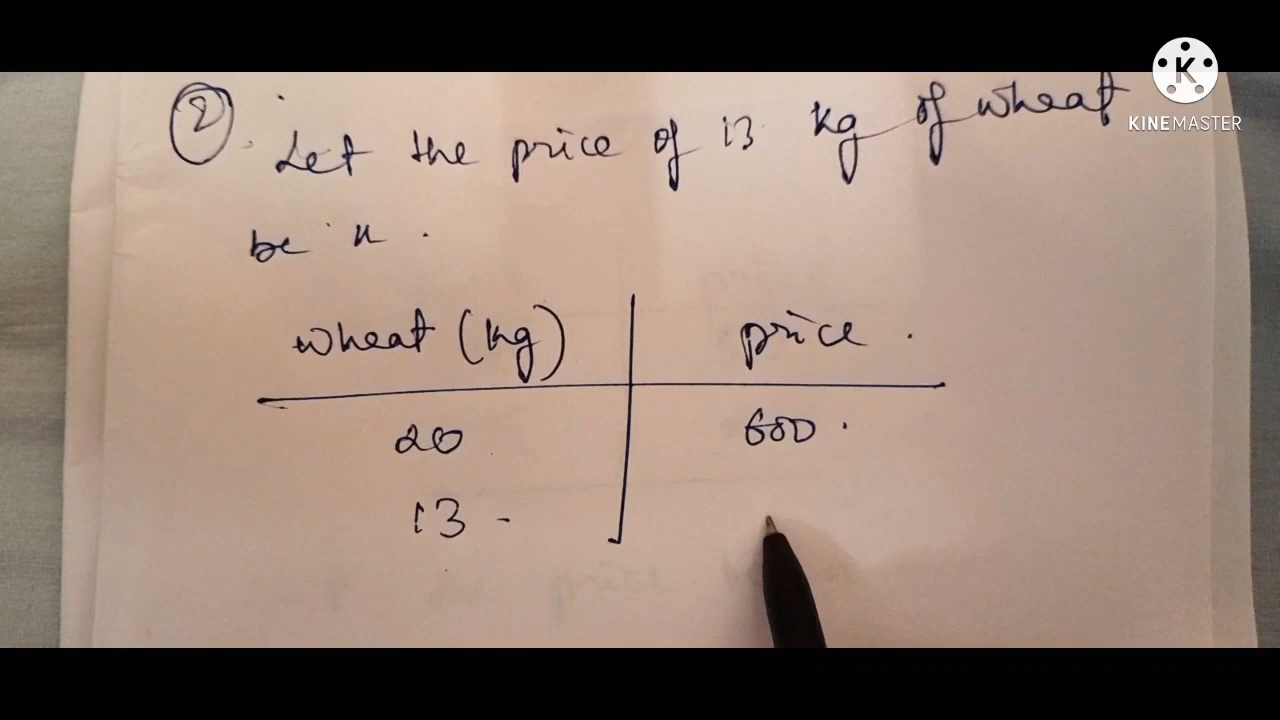 2. Let the price of 13 kg of wheat
be x.
wheat (kg) price.
20 600.
13 -
K
KINEMASTER